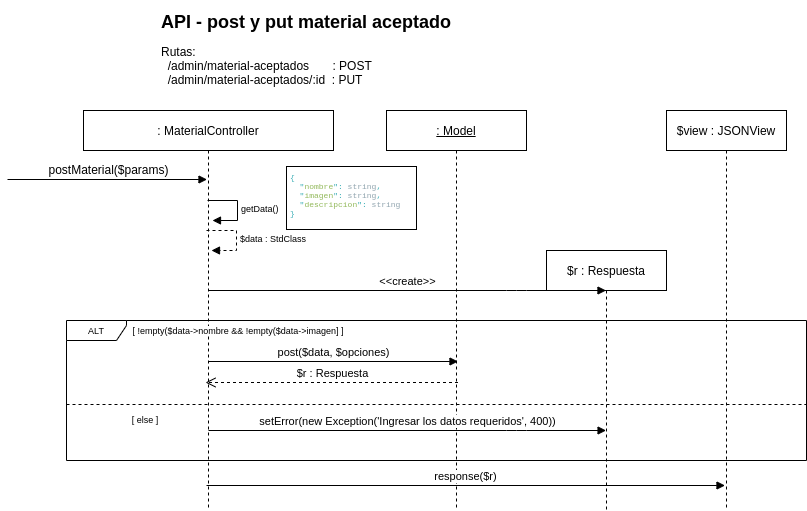 API - post y put material aceptado
Rutas:
/admin/material-aceptados : POST
/admin/material-aceptados/:id : PUT
: MaterialController
: Model
$view : JSONView
postMaterial($params)
{
"nombre": string,
"imagen": string,
"descripcion": string
}
getData()
$data : StdClass
$r : Respuesta
<<create>>
ALT
[ !empty($data->nombre && !empty($data->imagen] ]
post($data, $opciones)
$r : Respuesta
[ else ]
setError(new Exception('Ingresar los datos requeridos', 400))
response($r)